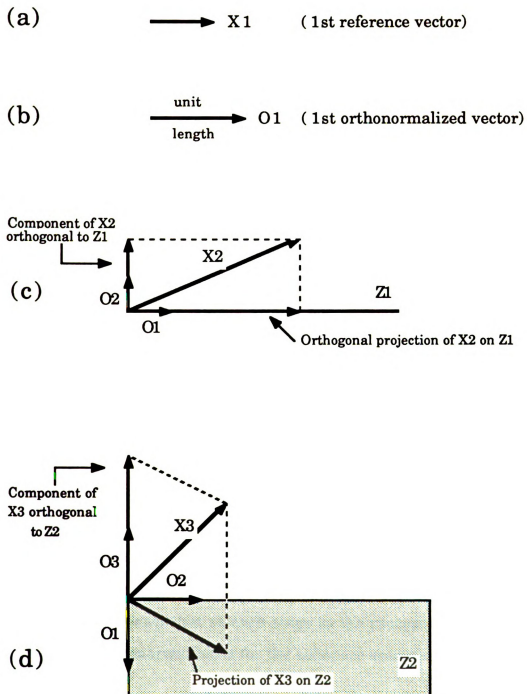 (a) X1 (1st reference vector)
unit
(b) O1 (1st orthonormalized vector)
length
Component of X2
orthogonal to Z1
X2
(c) O2 Z1
O1
Orthogonal projection of X2 on Z1
Component of
X3 orthogonal
to Z2
X3
O3
O2
O1
(d) Z2
Projection of X3 on Z2